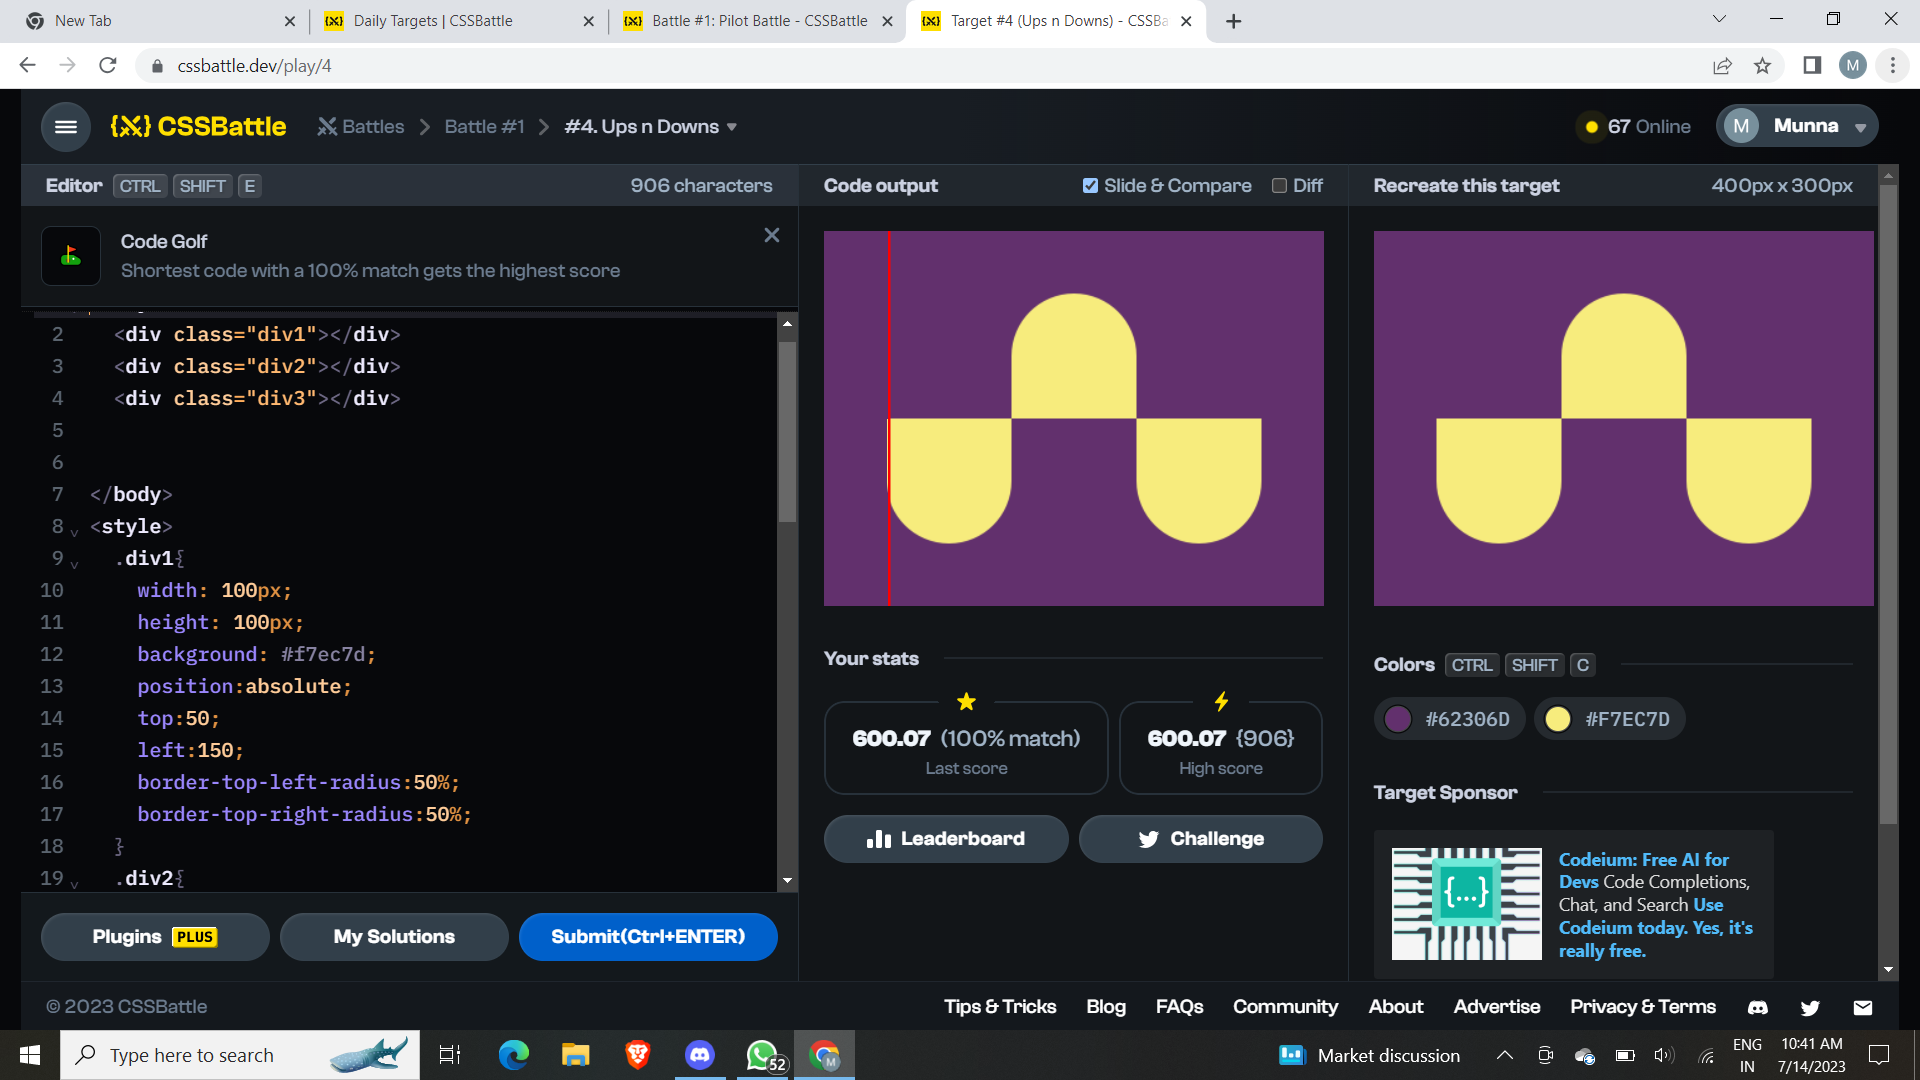 New Tab
Daily Targets | CSSBattle
Battle #1: Pilot Battle - CSSBattle
Target #4 (Ups n Downs) - CSSBa
cssbattle.dev/play/4
M
{X} CSSBattle
Battles
Battle #1
#4. Ups n Downs
67 Online
M
Munna
Editor CTRL SHIFT E
906 characters
Code Golf
Shortest code with a 100% match gets the highest score
2 <div class="div1"></div>
3 <div class="div2"></div>
4 <div class="div3"></div>
5
6
7 </body>
8 <style>
9 .div1{
10 width: 100px;
11 height: 100px;
12 background: #f7ec7d;
13 position:absolute;
14 top:50;
15 left:150;
16 border-top-left-radius:50%;
17 border-top-right-radius:50%;
18 }
19 .div2{
Plugins PLUS
My Solutions
Submit(Ctrl+ENTER)
Code output
Slide & Compare
Diff
Your stats
600.07 (100% match)
Last score
600.07 {906}
High score
Leaderboard
Challenge
Recreate this target
400px x 300px
Colors CTRL SHIFT C
#62306D
#F7EC7D
Target Sponsor
{...}
Codeium: Free AI for
Devs Code Completions,
Chat, and Search Use
Codeium today. Yes, it's
really free.
© 2023 CSSBattle
Tips & Tricks
Blog
FAQs
Community
About
Advertise
Privacy & Terms
Type here to search
52
M
Market discussion
ENG
IN
10:41 AM
7/14/2023